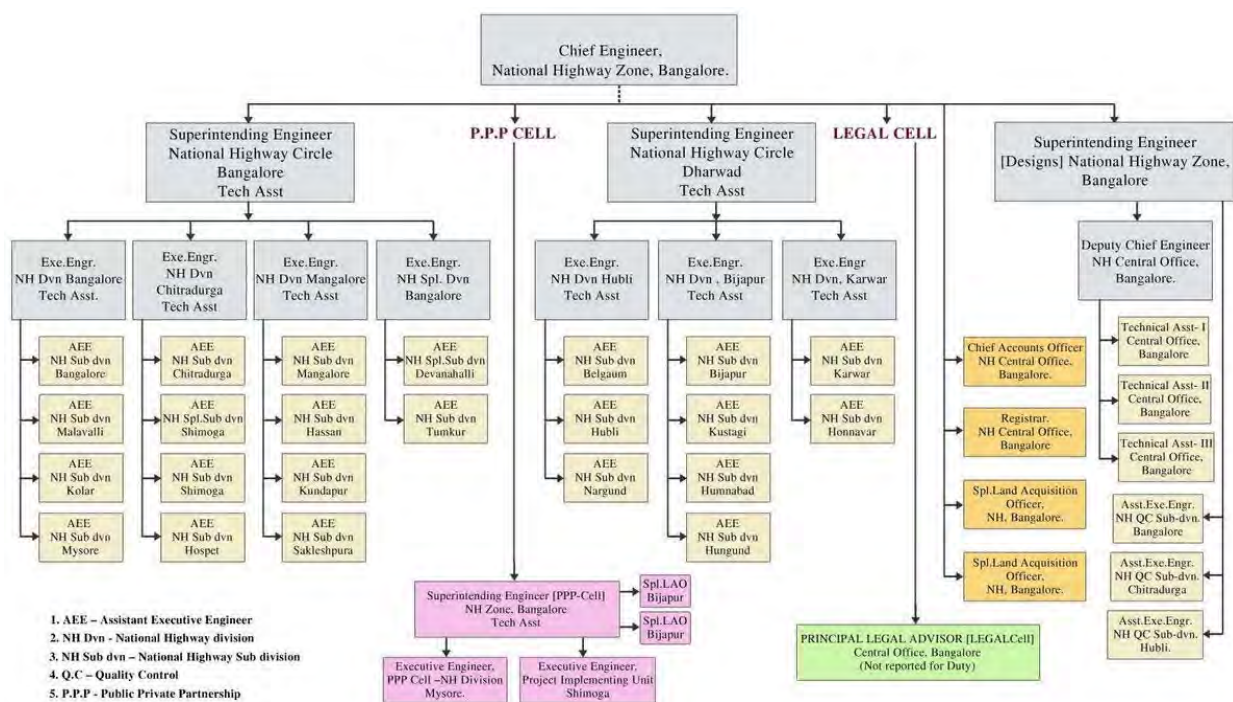 Chief Engineer,
National Highway Zone, Bangalore.
Superintending Engineer
National Highway Circle
Bangalore
Tech Asst
P.P.P CELL
Superintending Engineer
National Highway Circle
Dharwad
Tech Asst
LEGAL CELL
Superintending Engineer
[Designs] National Highway Zone,
Bangalore
Exe.Engr.
NH Dvn Bangalore
Tech Asst.
Exe.Engr.
NH Dvn
Chitradurga
Tech Asst
Exe.Engr.
NH Dvn Mangalore
Tech Asst
Exe.Engr.
NH Spl. Dvn
Bangalore
Exe.Engr.
NH Dvn Hubli
Tech Asst
Exe.Engr.
NH Dvn , Bijapur
Tech Asst
Exe.Engr
NH Dvn, Karwar
Tech Asst
Deputy Chief Engineer
NH Central Office,
Bangalore.
AEE
NH Sub dvn
Bangalore
AEE
NH Sub dvn
Malavalli
AEE
NH Sub dvn
Kolar
AEE
NH Sub dvn
Mysore
AEE
NH Sub dvn
Chitradurga
AEE
NH Spl.Sub dvn
Shimoga
AEE
NH Sub dvn
Shimoga
AEE
NH Sub dvn
Hospet
AEE
NH Sub dvn
Mangalore
AEE
NH Sub dvn
Hassan
AEE
NH Sub dvn
Kundapur
AEE
NH Sub dvn
Sakleshpura
AEE
NH Spl.Sub dvn
Devanahalli
AEE
NH Sub dvn
Tumkur
AEE
NH Sub dvn
Belgaum
AEE
NH Sub dvn
Hubli
AEE
NH Sub dvn
Nargund
AEE
NH Sub dvn
Bijapur
AEE
NH Sub dvn
Kustagi
AEE
NH Sub dvn
Humnabad
AEE
NH Sub dvn
Hungund
AEE
NH Sub dvn
Karwar
AEE
NH Sub dvn
Honnavar
Chief Accounts Officer
NH Central Office,
Bangalore.
Registrar.
NH Central Office,
Bangalore
Spl.Land Acquisition
Officer,
NH, Bangalore.
Spl.Land Acquisition
Officer,
NH, Bangalore.
Technical Asst- I
Central Office,
Bangalore
Technical Asst- II
Central Office,
Bangalore
Technical Asst- III
Central Office,
Bangalore
Asst.Exe.Engr.
NH QC Sub-dvn.
Bangalore
Asst.Exe.Engr.
NH QC Sub-dvn.
Chitradurga
Asst.Exe.Engr.
NH QC Sub-dvn.
Hubli.
Superintending Engineer [PPP-Cell]
NH Zone, Bangalore
Tech Asst
Spl.LAO
Bijapur
Spl.LAO
Bijapur
Executive Engineer,
PPP Cell –NH Division
Mysore.
Executive Engineer,
Project Implementing Unit
Shimoga
PRINCIPAL LEGAL ADVISOR [LEGALCell]
Central Office, Bangalore
(Not reported for Duty)
1. AEE – Assistant Executive Engineer
2. NH Dvn - National Highway division
3. NH Sub dvn – National Highway Sub division
4. Q.C – Quality Control
5. P.P.P - Public Private Partnership